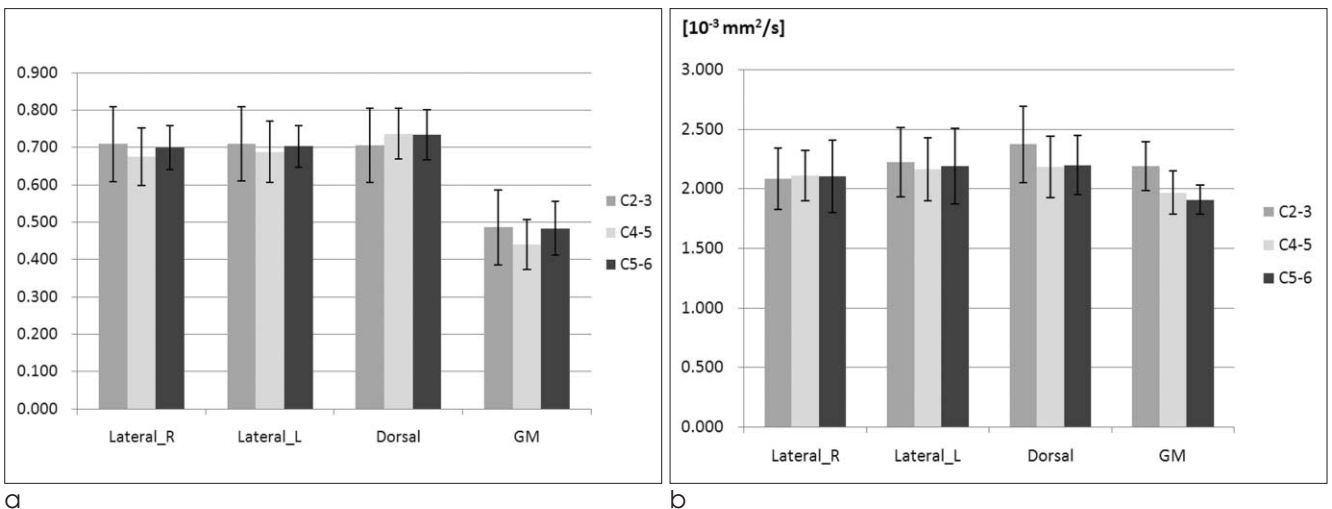 0.900
0.800
0.700
0.600
0.500
0.400
0.300
0.200
0.100
0.000
Lateral_R Lateral_L Dorsal GM
C2-3
C4-5
C5-6
a
[10⁻³ mm²/s]
3.000
2.500
2.000
1.500
1.000
0.500
0.000
Lateral_R Lateral_L Dorsal GM
C2-3
C4-5
C5-6
b